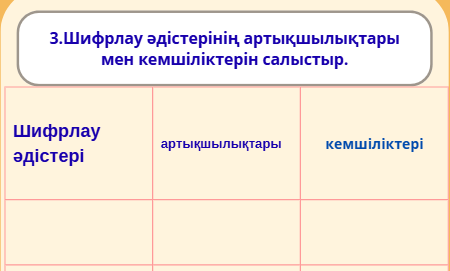 3.Шифрлау әдістерінің артықшылықтары
мен кемшіліктерін салыстыр.
Шифрлау
әдістері
артықшылықтары
кемшіліктері